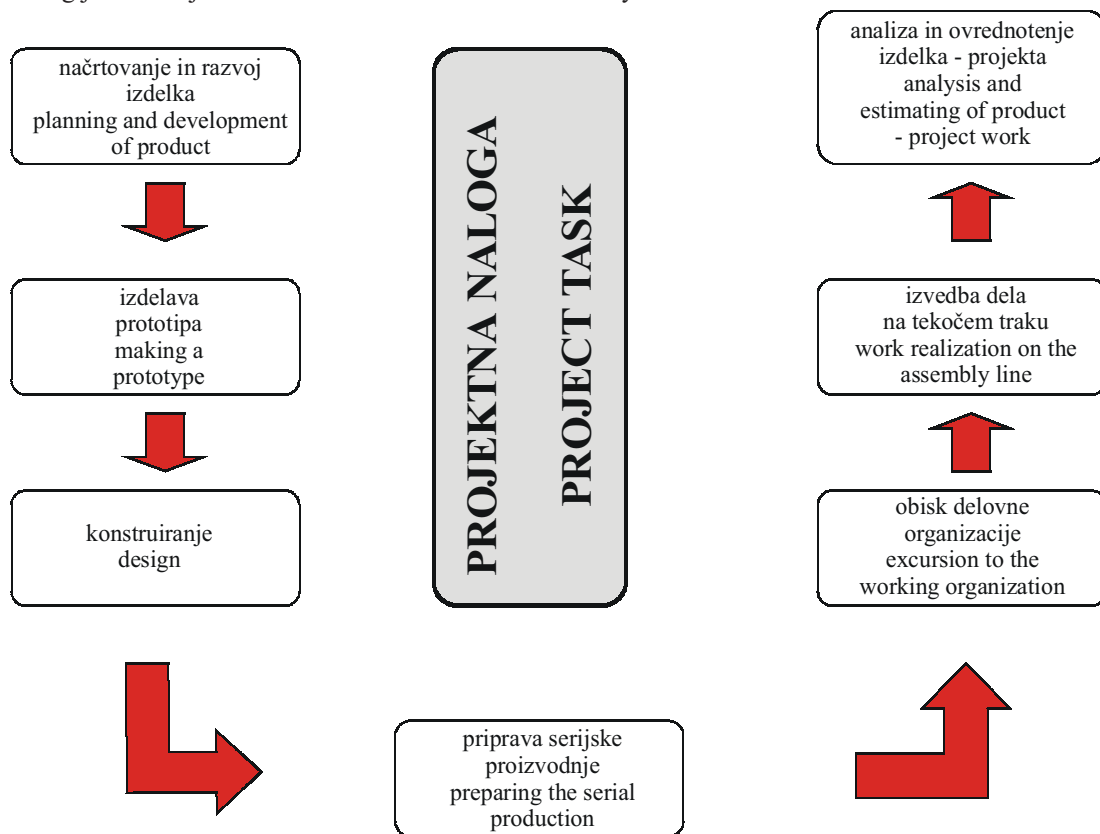 načrtovanje in razvoj
izdelka
planning and development
of product
izdelava
prototipa
making a
prototype
konstruiranje
design
PROJEKTNA NALOGA
PROJECT TASK
priprava serijske
proizvodnje
preparing the serial
production
obisk delovne
organizacije
excursion to the
working organization
izvedba dela
na tekočem traku
work realization on the
assembly line
analiza in ovrednotenje
izdelka - projekta
analysis and
estimating of product
- project work